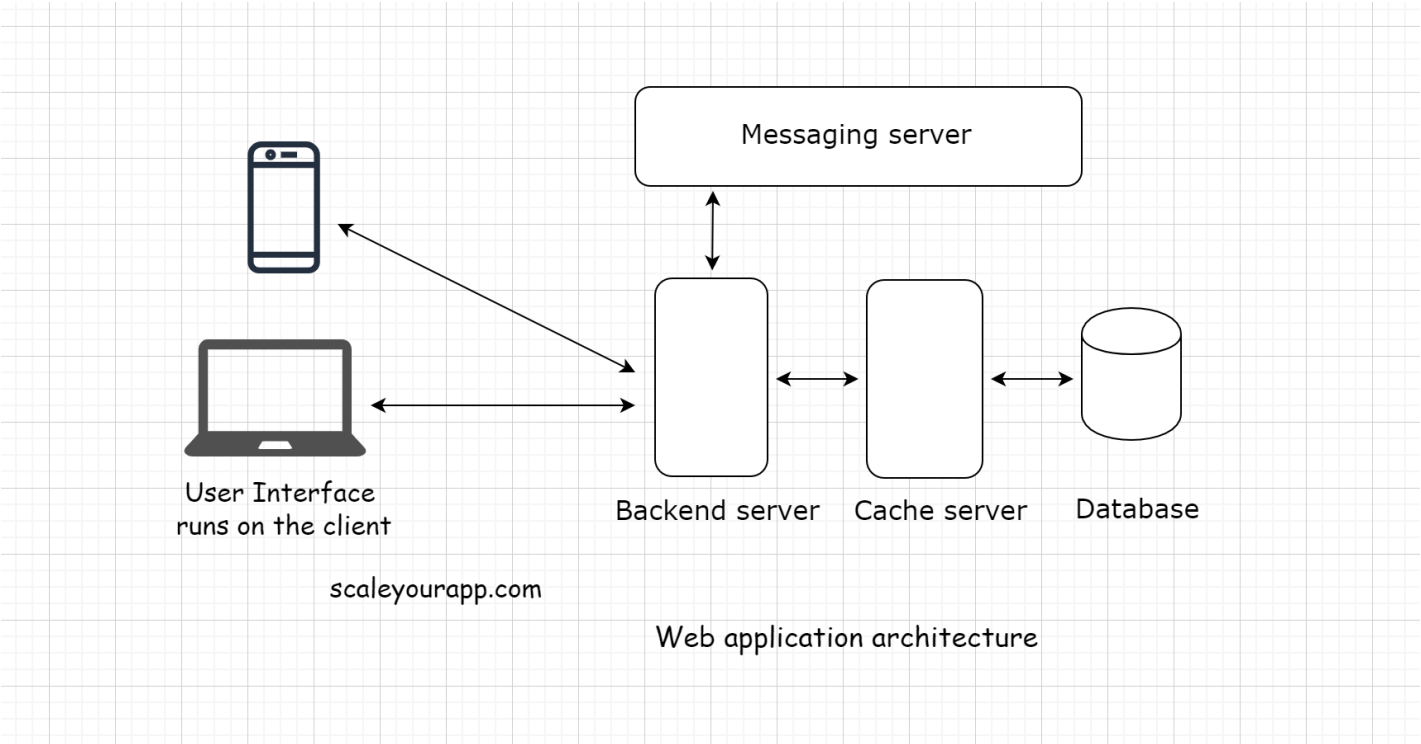 Messaging server
User Interface
runs on the client
Backend server
Cache server
Database
scaleyourapp.com
Web application architecture